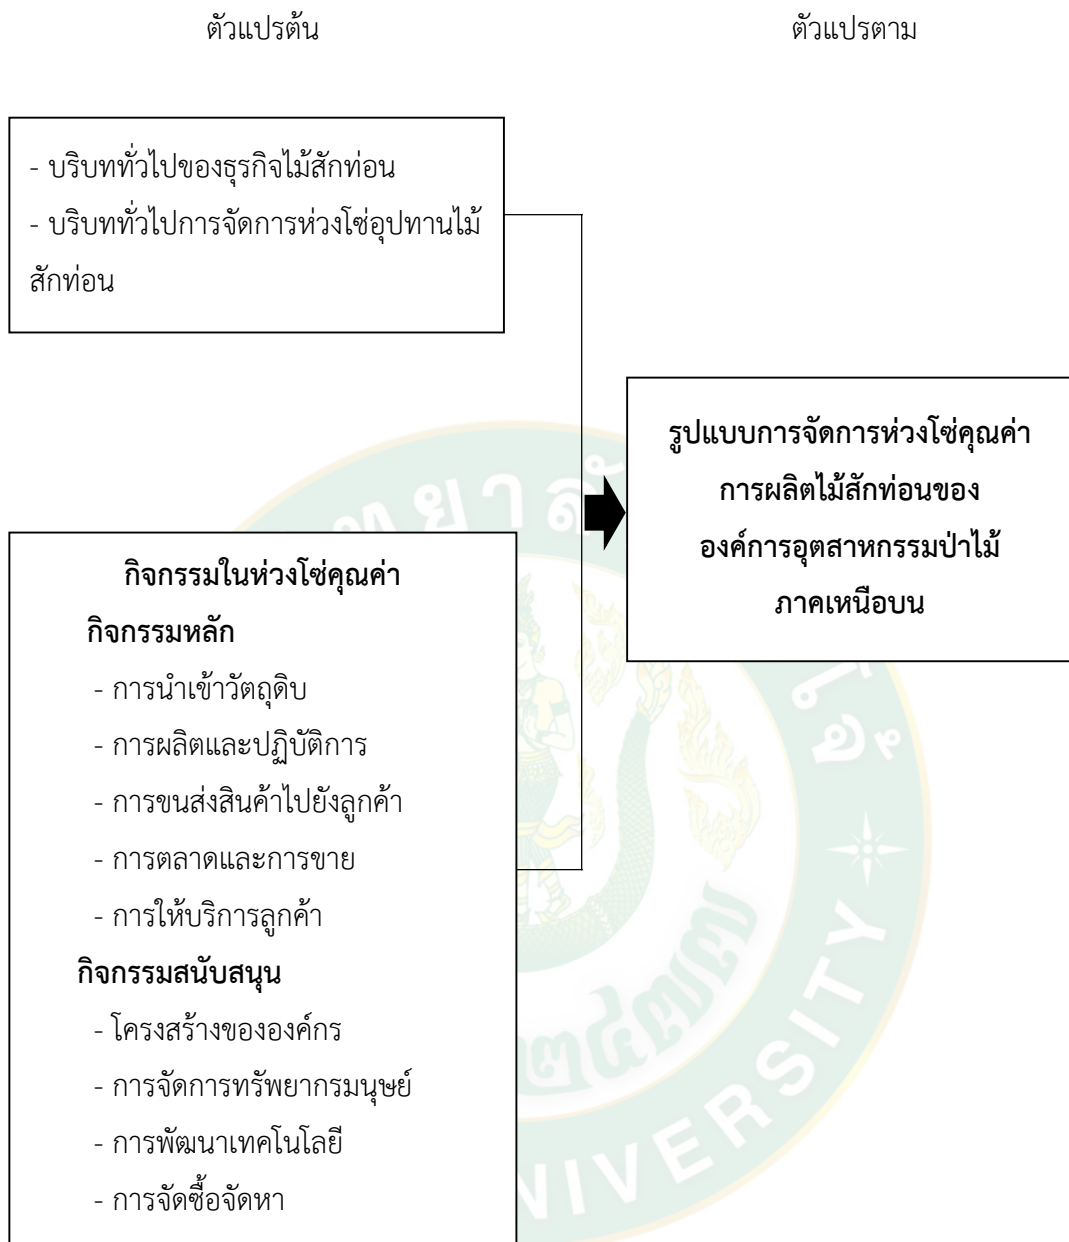 ตัวแปรต้น
ตัวแปรตาม
- บริบททั่วไปของธุรกิจไม้สักท่อน
- บริบททั่วไปการจัดการห่วงโซ่อุปทานไม้
สักท่อน
รูปแบบการจัดการห่วงโซ่คุณค่า
การผลิตไม้สักท่อนของ
องค์การอุตสาหกรรมป่าไม้
ภาคเหนือบน
กิจกรรมในห่วงโซ่คุณค่า
กิจกรรมหลัก
- การนำเข้าวัตถุดิบ
- การผลิตและปฏิบัติการ
- การขนส่งสินค้าไปยังลูกค้า
- การตลาดและการขาย
- การให้บริการลูกค้า
กิจกรรมสนับสนุน
- โครงสร้างขององค์กร
- การจัดการทรัพยากรมนุษย์
- การพัฒนาเทคโนโลยี
- การจัดซื้อจัดหา